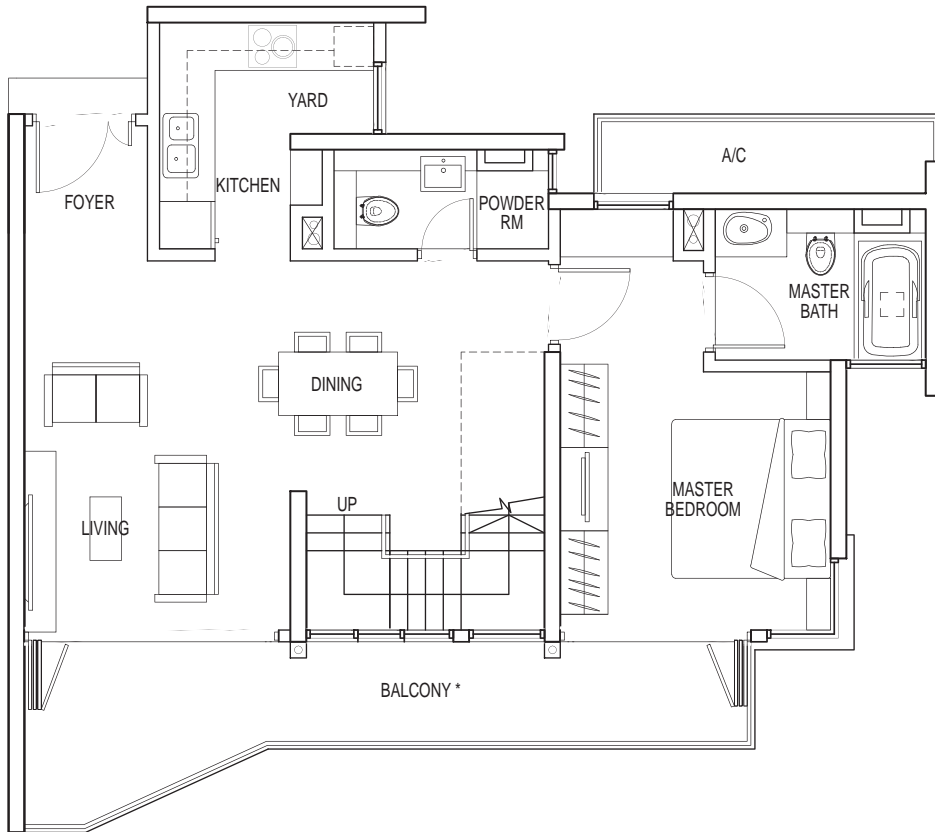 YARD
A/C
KITCHEN
FOYER
POWDER
RM
MASTER
BATH
DINING
MASTER
BEDROOM
UP
LIVING
BALCONY *